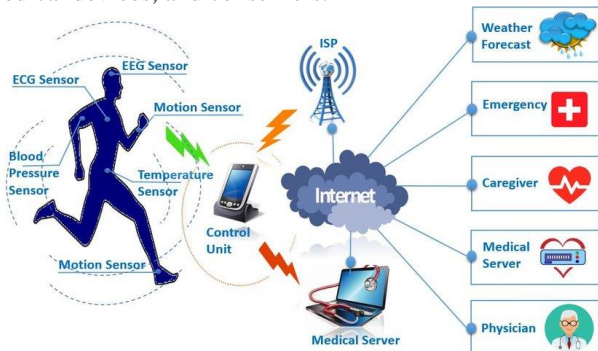 EEG Sensor
ECG Sensor
Motion Sensor
Blood
Pressure
Sensor
Temperature
Sensor
Motion Sensor
Control
Unit
ISP
Internet
Medical Server
Weather
Forecast
Emergency
Caregiver
Medical
Server
Physician